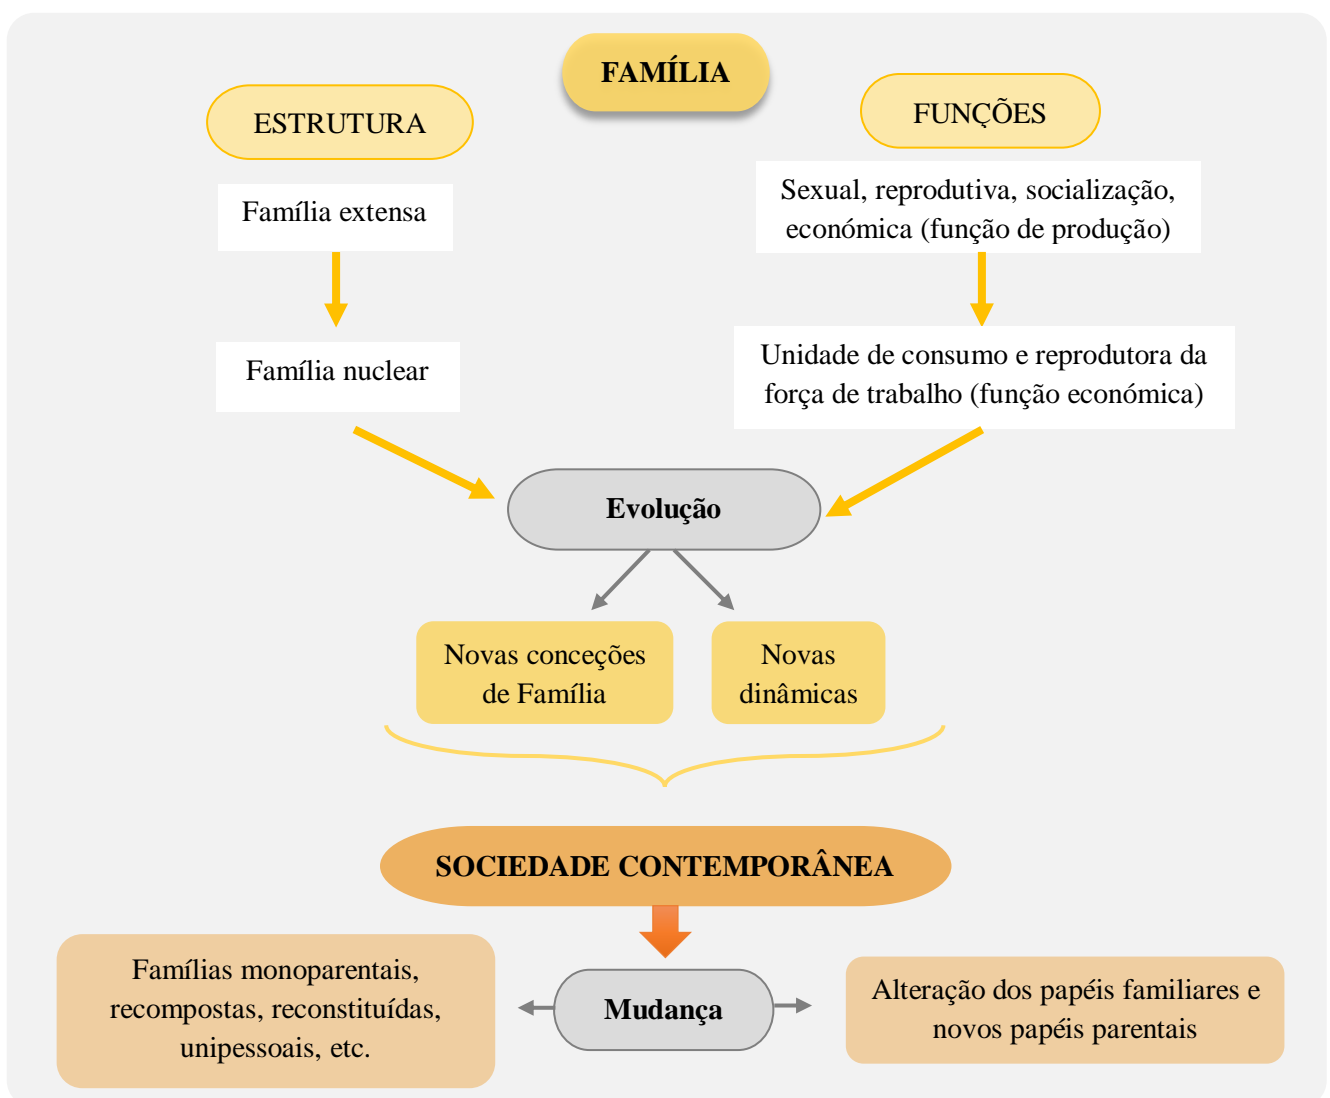 FAMÍLIA
ESTRUTURA
FUNÇÕES
Família extensa
Sexual, reprodutiva, socialização,
económica (função de produção)
Família nuclear
Unidade de consumo e reprodutora da
força de trabalho (função económica)
Evolução
Novas conceções
de Família
Novas
dinâmicas
SOCIEDADE CONTEMPORÂNEA
Famílias monoparentais,
recompostas, reconstituídas,
unipessoais, etc.
Mudança
Alteração dos papéis familiares e
novos papéis parentais